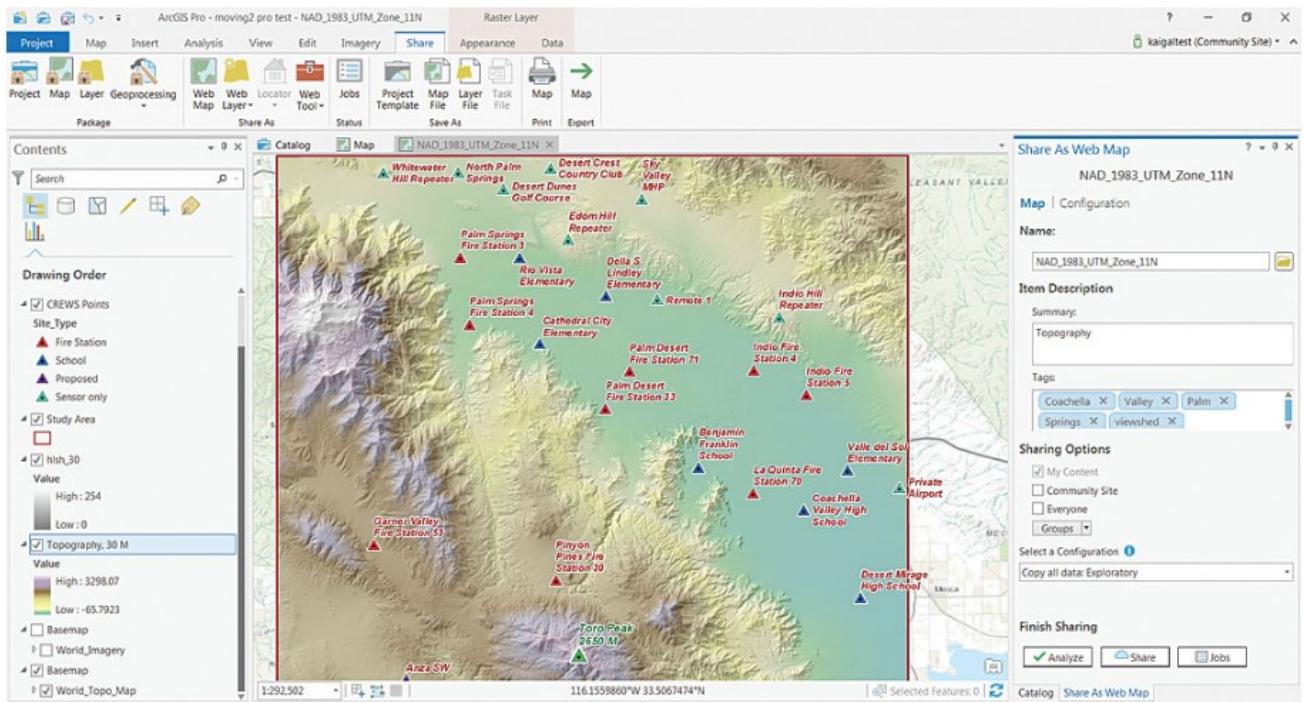 ArcGIS Pro - moving2 pro test - NAD_1983_UTM_Zone_11N
Raster Layer
?
Project Map Insert Analysis View Edit Imagery Share Appearance Data
kaigaltest (Community Site)
Project Map Layer Geoprocessing
Package
Web Map
Web Layer
Locator
Web Tool
Share As
Jobs
Status
Project Template
Map File
Layer File
Task File
Save As
Map
Print
Map
Export
Contents
Search
Drawing Order
CREWS Points
Site_Type
Fire Station
School
Proposed
Sensor only
Study Area
hlsh_30
Value
High : 254
Low : 0
Topography, 30 M
Value
High : 3298.07
Low : -65.7923
Basemap
World_Imagery
Basemap
World_Topo_Map
Catalog Map NAD_1983_UTM_Zone_11N
Whitewater
Hill Repeater
North Palm
Springs
Desert Crest
Country Club
Sky
Valley
MHP
Desert Dunes
Golf Course
Edom Hill
Repeater
Palm Springs
Fire Station 3
Rio Vista
Elementary
Della S.
Lindley
Elementary
Remote 1
Indio Hill
Repeater
Palm Springs
Fire Station 4
Cathedral City
Elementary
Palm Desert
Fire Station 71
Indio Fire
Station 4
Indio Fire
Station 5
Palm Desert
Fire Station 33
Benjamin
Franklin
School
Valle del Sol
Elementary
La Quinta Fire
Station 70
Private
Airport
Coachella
Valley High
School
Garner Valley
Fire Station 53
Pinyon
Pines Fire
Station 30
Desert Mirage
High School
Mecca
Toro Peak
2650 M
Anza SW
EASANT VALLE
MEC
1:292,502
116.1559860°W 33.5067474°N
Selected Features: 0
Share As Web Map
?
NAD_1983_UTM_Zone_11N
Map | Configuration
Name:
NAD_1983_UTM_Zone_11N
Item Description
Summary:
Topography
Tags:
Coachella Valley Palm
Springs viewshed
Sharing Options
My Content
Community Site
Everyone
Groups
Select a Configuration
Copy all data: Exploratory
Finish Sharing
Analyze Share Jobs
Catalog Share As Web Map